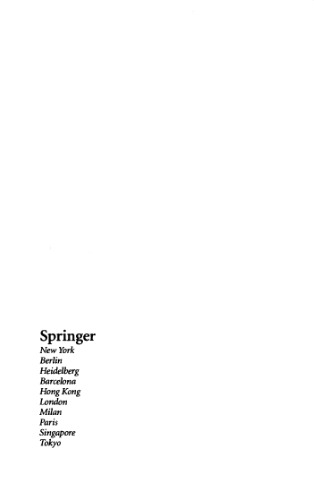 Springer
New York
Berlin
Heidelberg
Barcelona
Hong Kong
London
Milan
Paris
Singapore
Tokyo